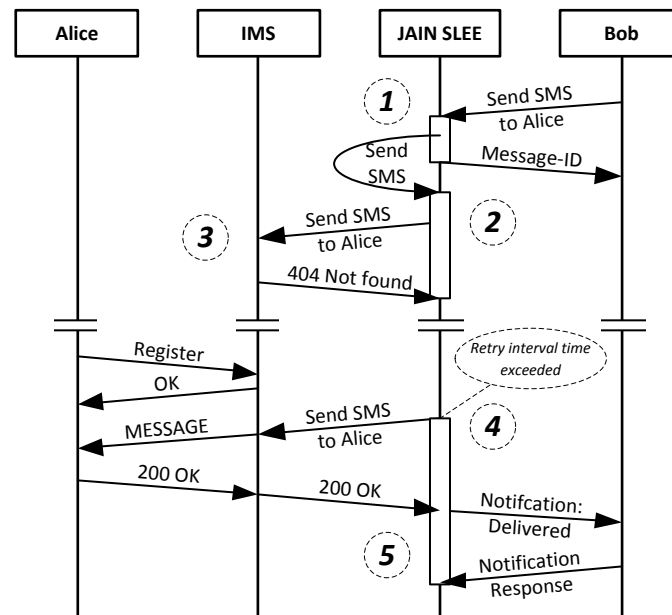 Alice
IMS
JAIN SLEE
Bob
1
Send SMS
to Alice
Send
SMS
Message-ID
2
3
Send SMS
to Alice
404 Not found
Register
OK
Retry interval time
exceeded
Send SMS
to Alice
4
MESSAGE
200 OK
200 OK
Notifcation:
Delivered
5
Notification
Response